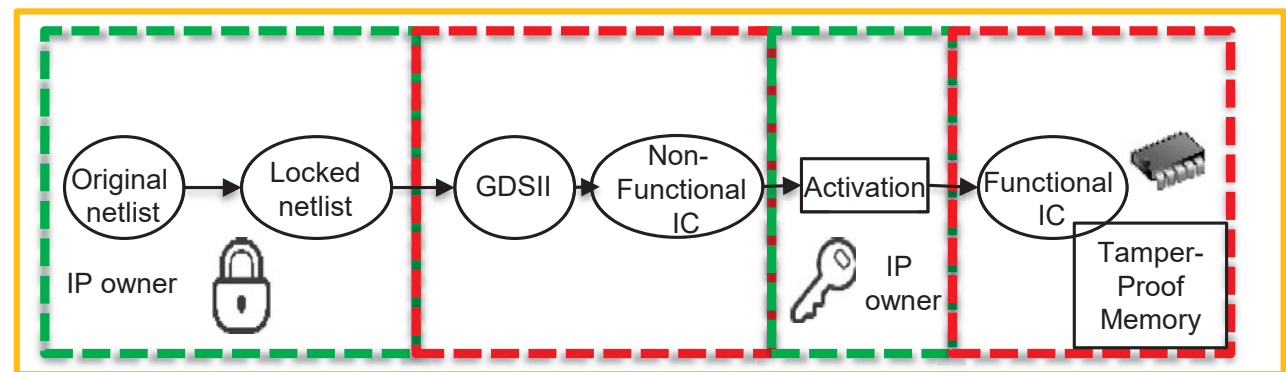 Original
netlist
Locked
netlist
GDSII
Non-
Functional
IC
Activation
Functional
IC
IP owner
IP
owner
Tamper-
Proof
Memory